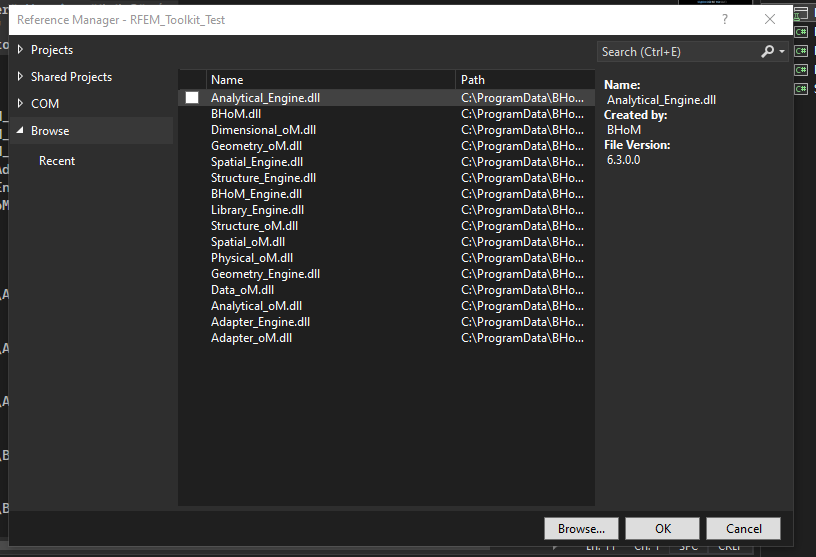 Reference Manager - RFEM_Toolkit_Test
?
Projects
Shared Projects
COM
Browse
Recent
Name Path
Analytical_Engine.dll C:\ProgramData\BHo...
BHoM.dll C:\ProgramData\BHo...
Dimensional_oM.dll C:\ProgramData\BHo...
Geometry_oM.dll C:\ProgramData\BHo...
Spatial_Engine.dll C:\ProgramData\BHo...
Structure_Engine.dll C:\ProgramData\BHo...
BHoM_Engine.dll C:\ProgramData\BHo...
Library_Engine.dll C:\ProgramData\BHo...
Structure_oM.dll C:\ProgramData\BHo...
Spatial_oM.dll C:\ProgramData\BHo...
Physical_oM.dll C:\ProgramData\BHo...
Geometry_Engine.dll C:\ProgramData\BHo...
Data_oM.dll C:\ProgramData\BHo...
Analytical_oM.dll C:\ProgramData\BHo...
Adapter_Engine.dll C:\ProgramData\BHo...
Adapter_oM.dll C:\ProgramData\BHo...
Search (Ctrl+E)
Name:
Analytical_Engine.dll
Created by:
BHoM
File Version:
6.3.0.0
Browse... OK Cancel
C#
C#
C#
C#